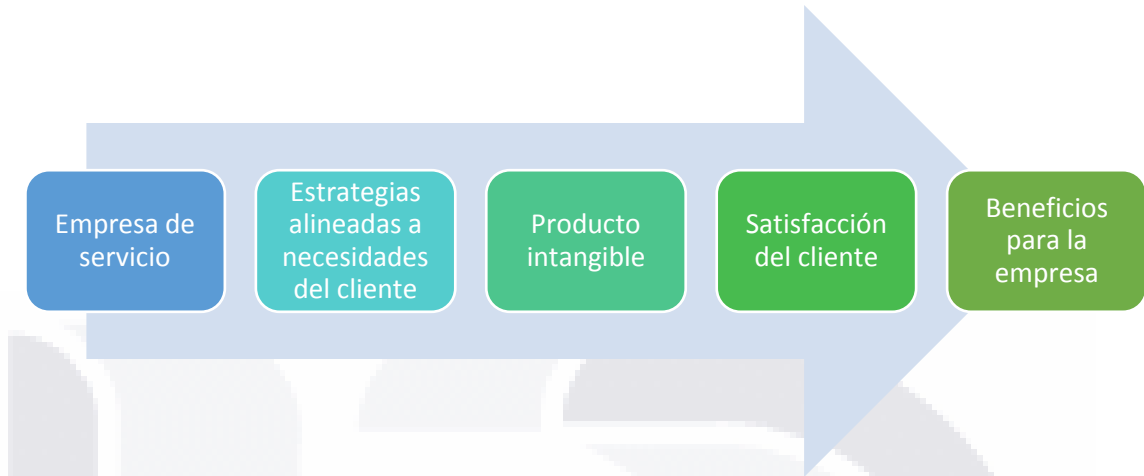 Empresa de
servicio
Estrategias
alineadas a
necesidades
del cliente
Producto
intangible
Satisfacción
del cliente
Beneficios
para la
empresa